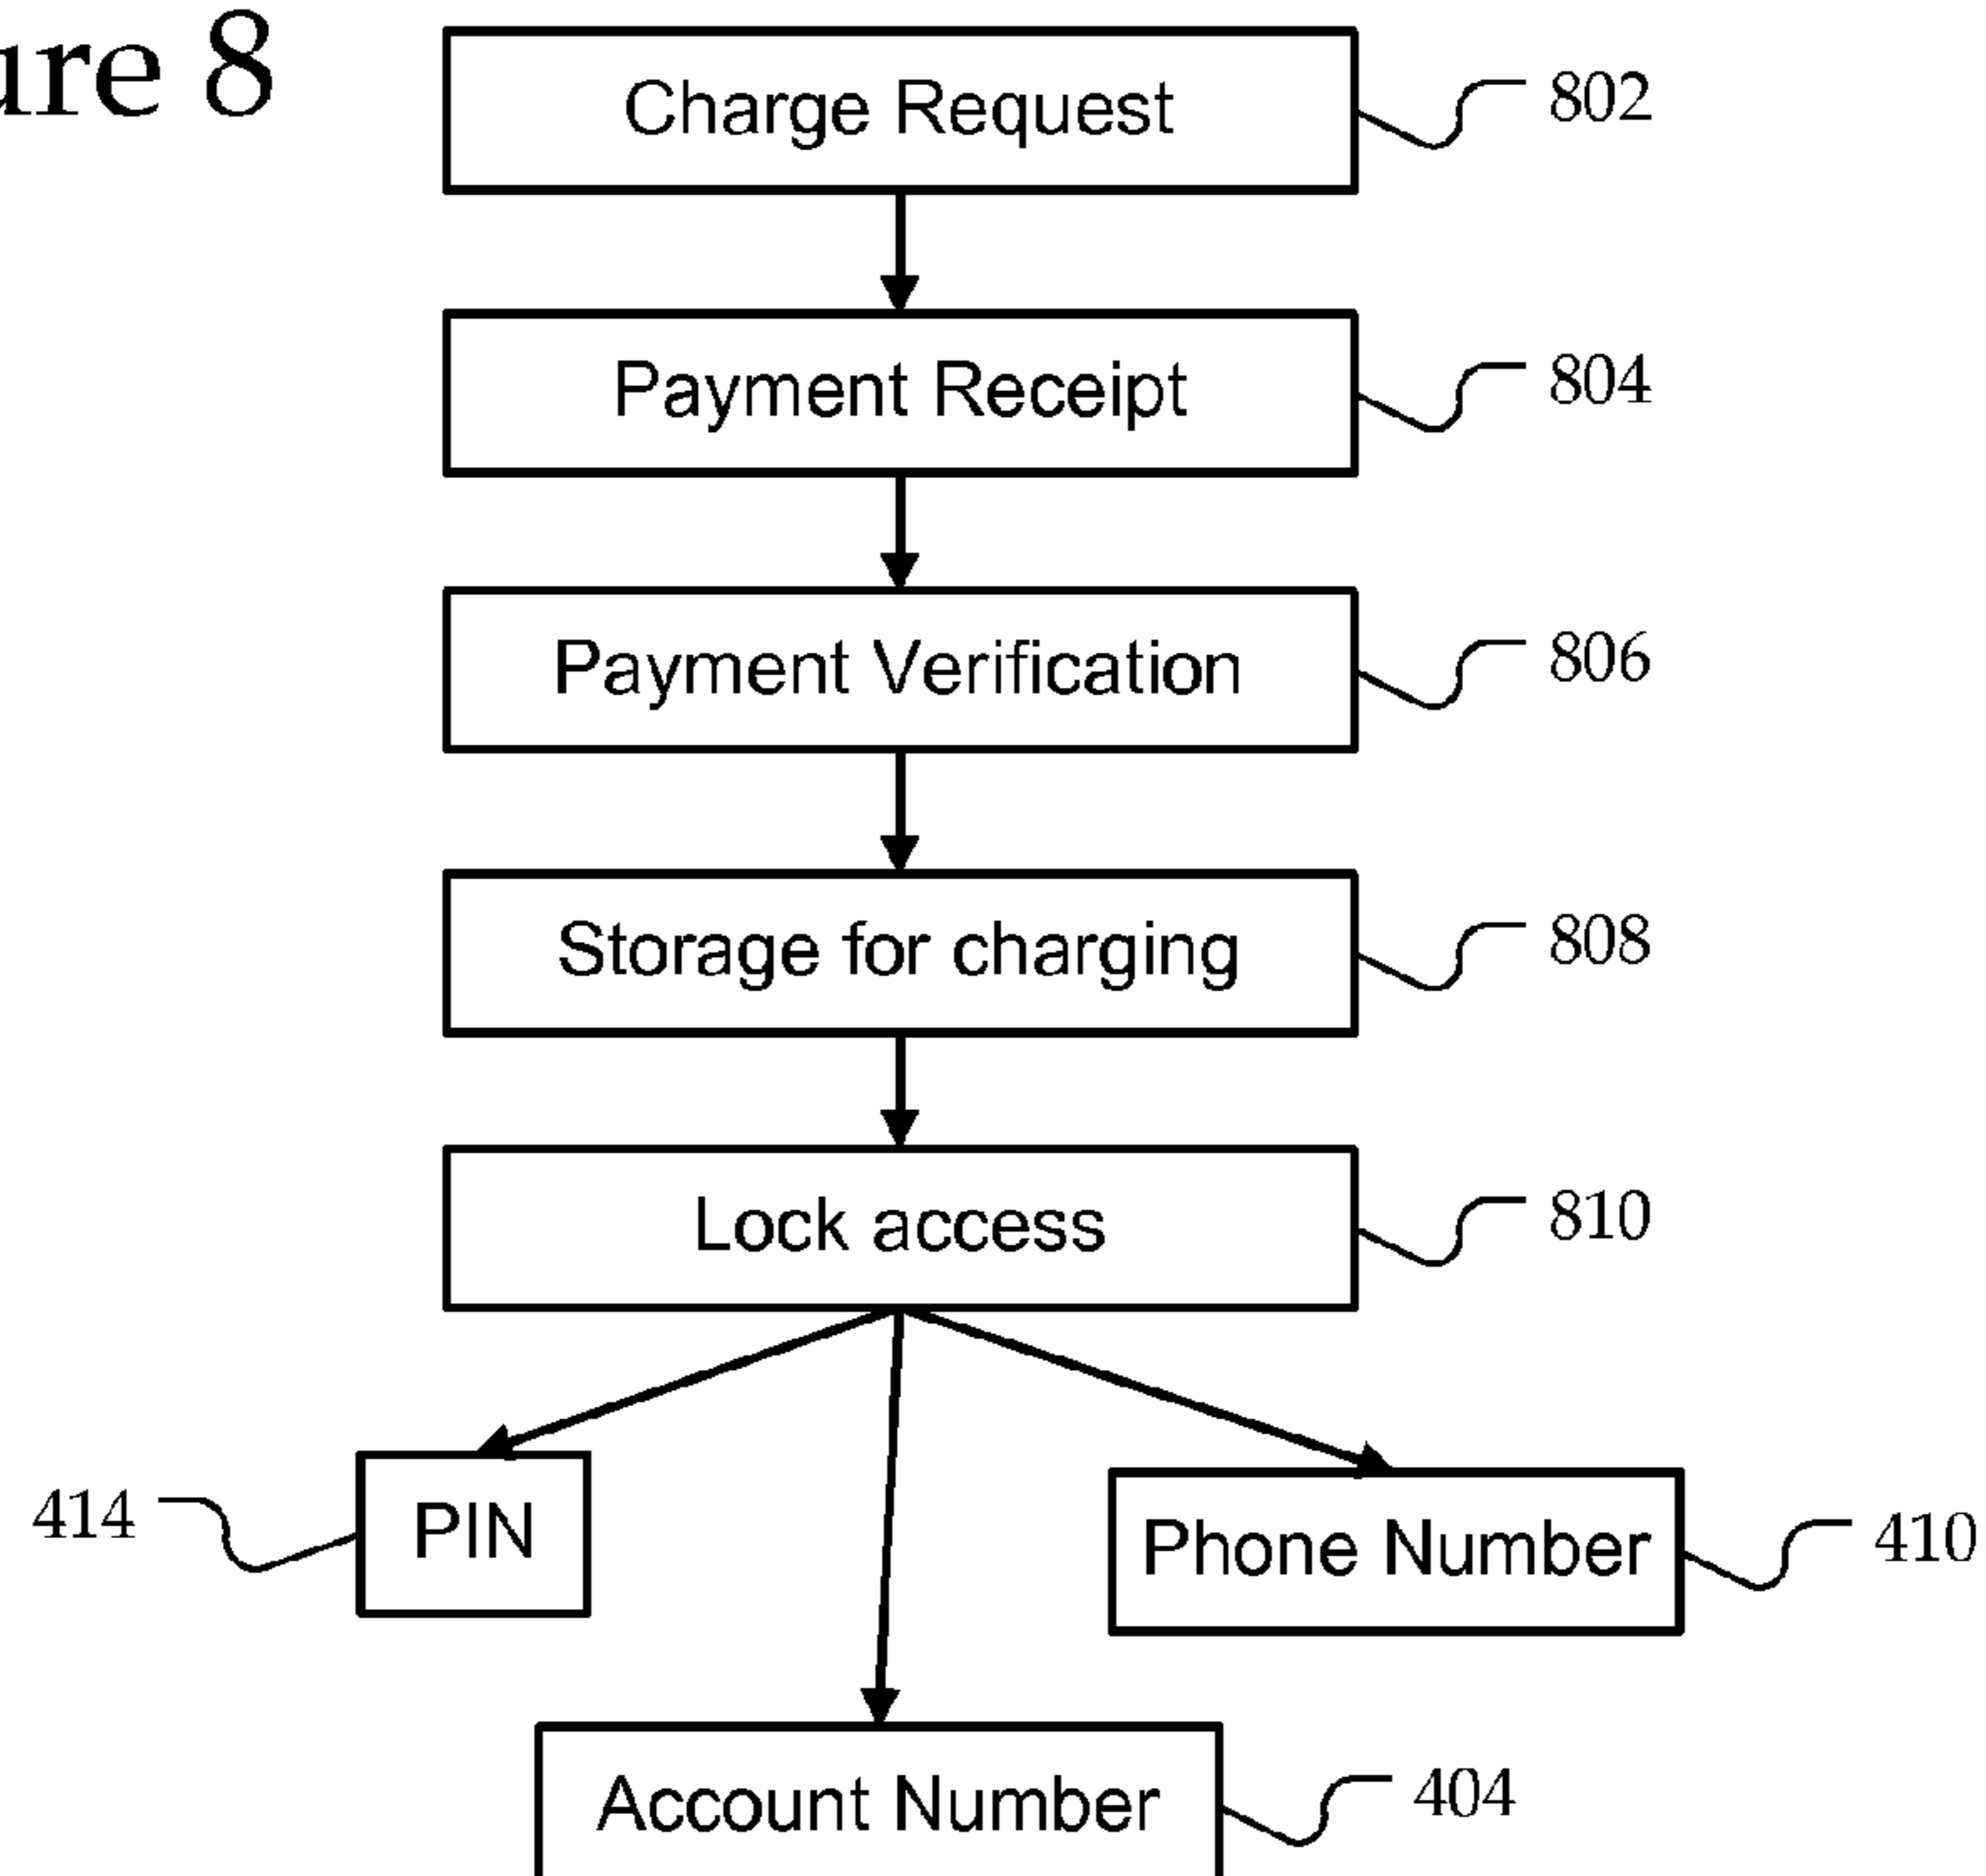 ure 8
Charge Request
802
Payment Receipt
804
Payment Verification
806
Storage for charging
808
Lock access
810
414
PIN
Phone Number
410
Account Number
404